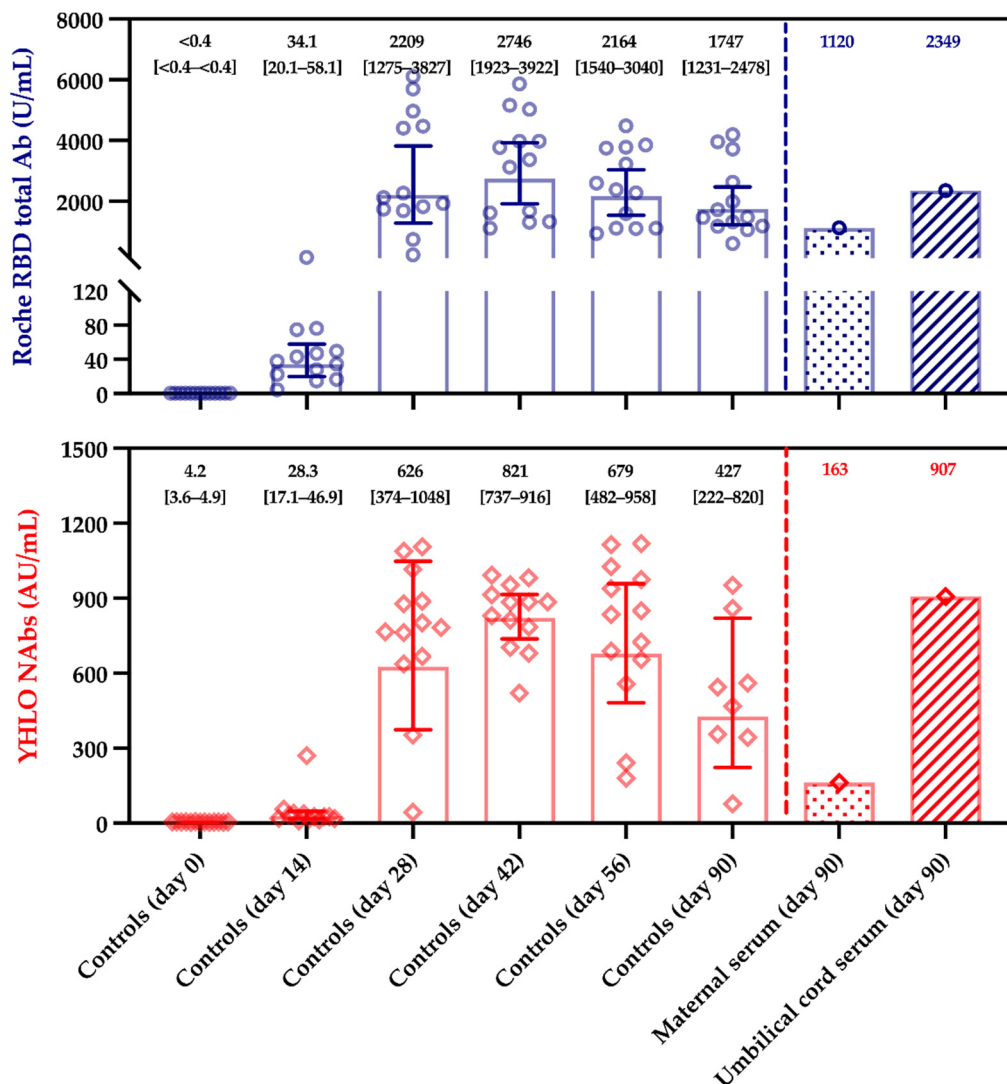 Roche RBD total Ab (U/mL)
8000
6000
4000
2000
120
80
40
0
<0.4 34.1 2209 2746 2164 1747 1120 2349
[<0.4–<0.4] [20.1–58.1] [1275–3827] [1923–3922] [1540–3040] [1231–2478]
YHLO NAbs (AU/mL)
1500
1200
900
600
300
0
4.2 28.3 626 821 679 427 163 907
[3.6–4.9] [17.1–46.9] [374–1048] [737–916] [482–958] [222–820]
Controls (day 0)
Controls (day 14)
Controls (day 28)
Controls (day 42)
Controls (day 56)
Controls (day 90)
Maternal serum (day 90)
Umbilical cord serum (day 90)